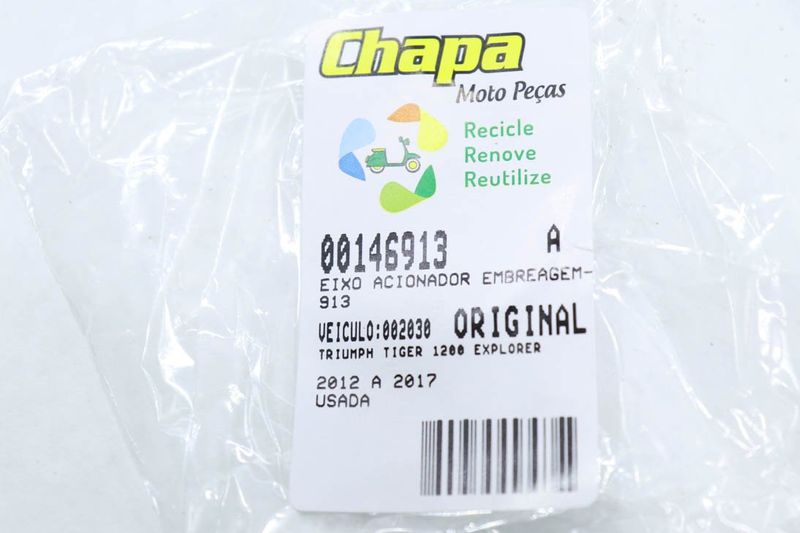 Chapa
Moto Peças
Recicle
Renove
Reutilize
00146913 A
EIXO ACIONADOR EMBREAGEM-
913
VEICULO:002030 ORIGINAL
TRIUMPH TIGER 1200 EXPLORER
2012 A 2017
USADA